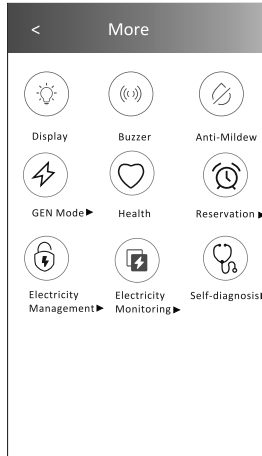 < More
Display Buzzer Anti-Mildew
GEN Mode▶ Health Reservation▶
Electricity Electricity Self-diagnosis▶
Management▶ Monitoring▶